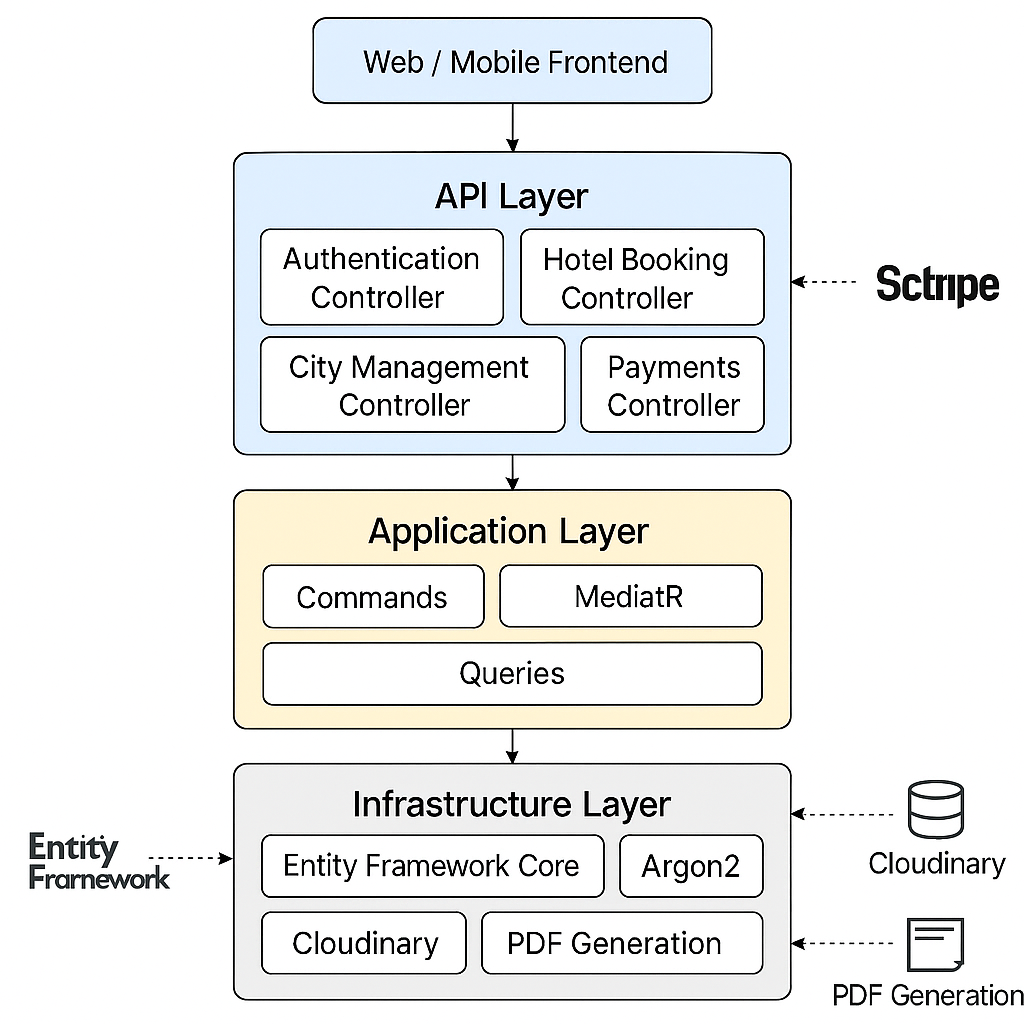 Web / Mobile Frontend
API Layer
Authentication
Controller
Hotel Booking
Controller
Sctripe
City Management
Controller
Payments
Controller
Application Layer
Commands
MediatR
Queries
Infrastructure Layer
Entity Framework Core
Argon2
Cloudinary
PDF Generation
Entity
Framework
Cloudinary
PDF Generation